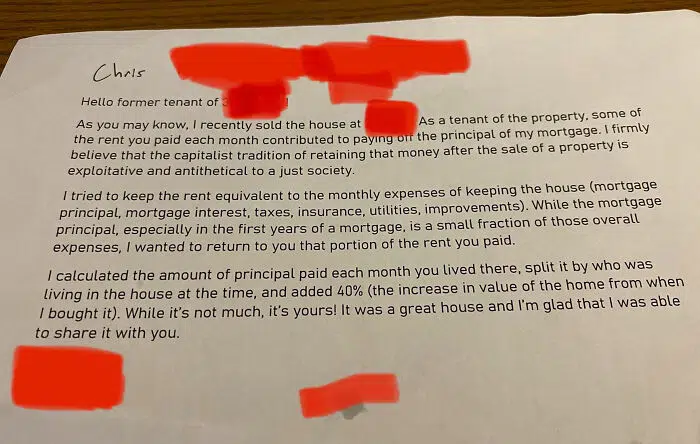 Chris
Hello former tenant of 3 !
As you may know, I recently sold the house at As a tenant of the property, some of
the rent you paid each month contributed to paying off the principal of my mortgage. I firmly
believe that the capitalist tradition of retaining that money after the sale of a property is
exploitative and antithetical to a just society.
I tried to keep the rent equivalent to the monthly expenses of keeping the house (mortgage
principal, mortgage interest, taxes, insurance, utilities, improvements). While the mortgage
principal, especially in the first years of a mortgage, is a small fraction of those overall
expenses, I wanted to return to you that portion of the rent you paid.
I calculated the amount of principal paid each month you lived there, split it by who was
living in the house at the time, and added 40% (the increase in value of the home from when
I bought it). While it's not much, it's yours! It was a great house and I'm glad that I was able
to share it with you.